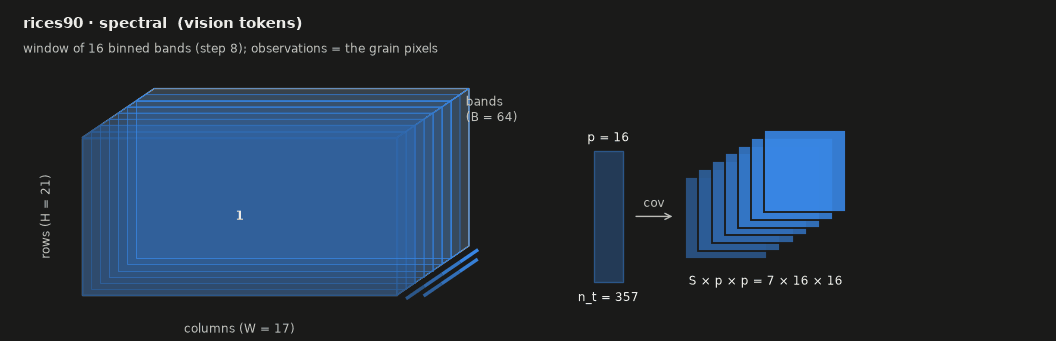 rices90 · spectral  (vision tokens)
window of 16 binned bands (step 8); observations = the grain pixels
bands
(B = 64)
p = 16
rows (H = 21)
1
cov
S × p × p = 7 × 16 × 16
n_t = 357
columns (W = 17)